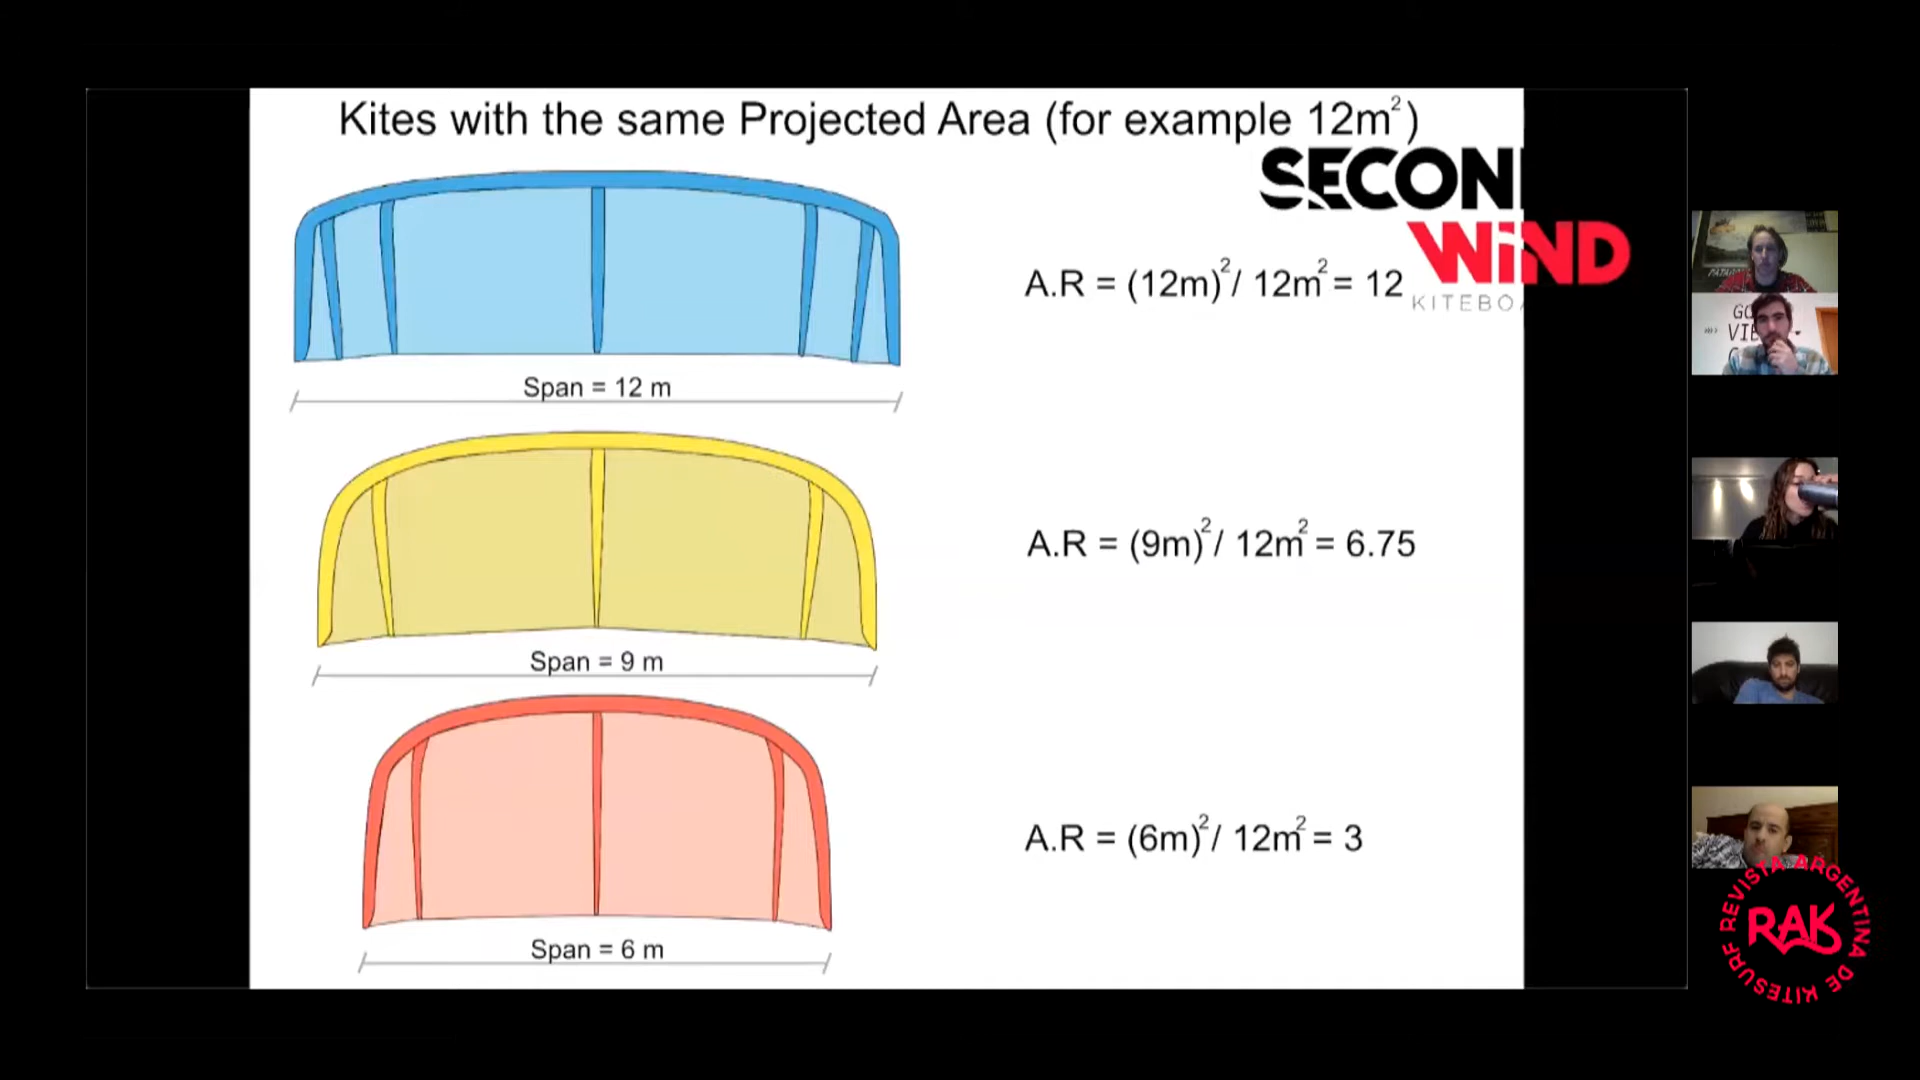 Kites with the same Projected Area (for example 12m²)
SECON
WiND
KITEBOA
A.R = (12m)²/ 12m² = 12
Span = 12 m
A.R = (9m)²/ 12m² = 6.75
Span = 9 m
A.R = (6m)²/ 12m² = 3
Span = 6 m
REVISTA ARGENTINA DE KITESURF
RAK